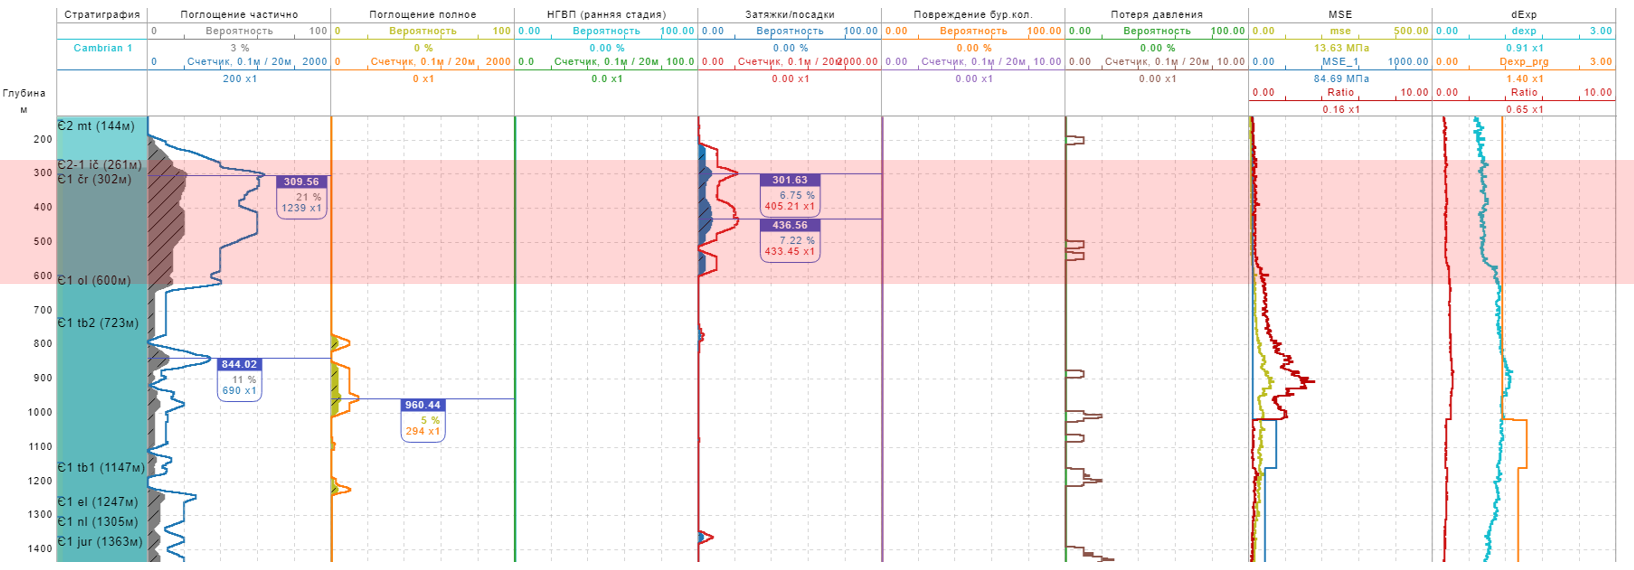 Стратиграфия Поглощение частично Поглощение полное НГВП (ранняя стадия) Затяжки/посадки Повреждение бур.кол. Потеря давления MSE dExp
0 Вероятность 100 0 Вероятность 100 0.00 Вероятность 100.00 0.00 Вероятность 100.00 0.00 Вероятность 100.00 0.00 Вероятность 100.00 0.00 mse 500.00 0.00 dexp 3.00
Cambrian 1 3 % 0 % 0.00 % 0.00 % 0.00 % 0.00 % 13.63 MPa 0.91 x1
0 Счетчик, 0.1м / 20м, 2000 0 Счетчик, 0.1м / 20м, 2000 0.00 Счетчик, 0.1м / 20м, 100.0 0.00 Счетчик, 0.1м / 20м 2000.00 0.00 Счетчик, 0.1м / 20м, 10.00 0.00 Счетчик, 0.1м / 20м, 10.00 0.00 MSE_1 1000.00 0.00 Dexp_prg 3.00
200 x1 0 x1 0.0 x1 0.00 x1 0.00 x1 0.00 x1 84.69 MPa 1.40 x1
Глубина 0.00 Ratio 10.00 0.00 Ratio 10.00
м 0.16 x1 0.65 x1
Є2 mt (144м)
200
Є2-1 ič (261м)
300
Є1 čr (302м)
309.56
21 %
1239 x1
301.63
6.75 %
405.21 x1
400
436.56
7.22 %
433.45 x1
500
600
Є1 ol (600м)
700
Є1 tb2 (723м)
800
844.02
11 %
690 x1
900
960.44
5 %
294 x1
1000
1100
Є1 tb1 (1147м)
1200
Є1 el (1247м)
1300
Є1 nl (1305м)
Є1 jur (1363м)
1400